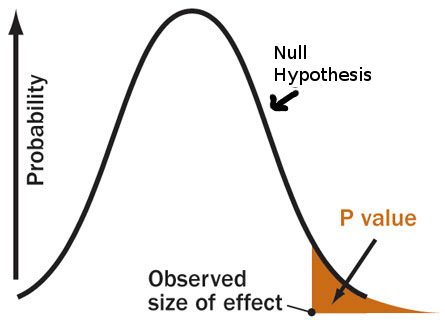 Probability
Null
Hypothesis
P value
Observed
size of effect